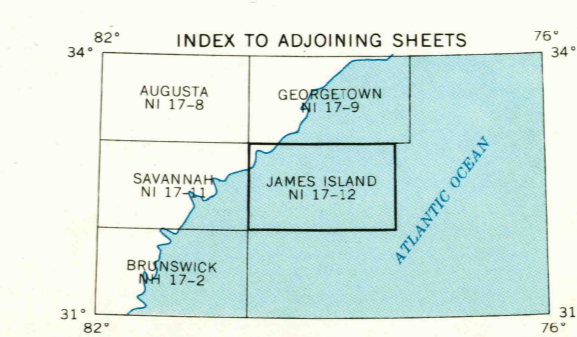 82°
INDEX TO ADJOINING SHEETS
76°
34°
34°
AUGUSTA
NI 17-8
GEORGETOWN
NI 17-9
SAVANNAH
NI 17-11
JAMES ISLAND
NI 17-12
ATLANTIC OCEAN
BRUNSWICK
NH 17-2
31°
31
82°
76°